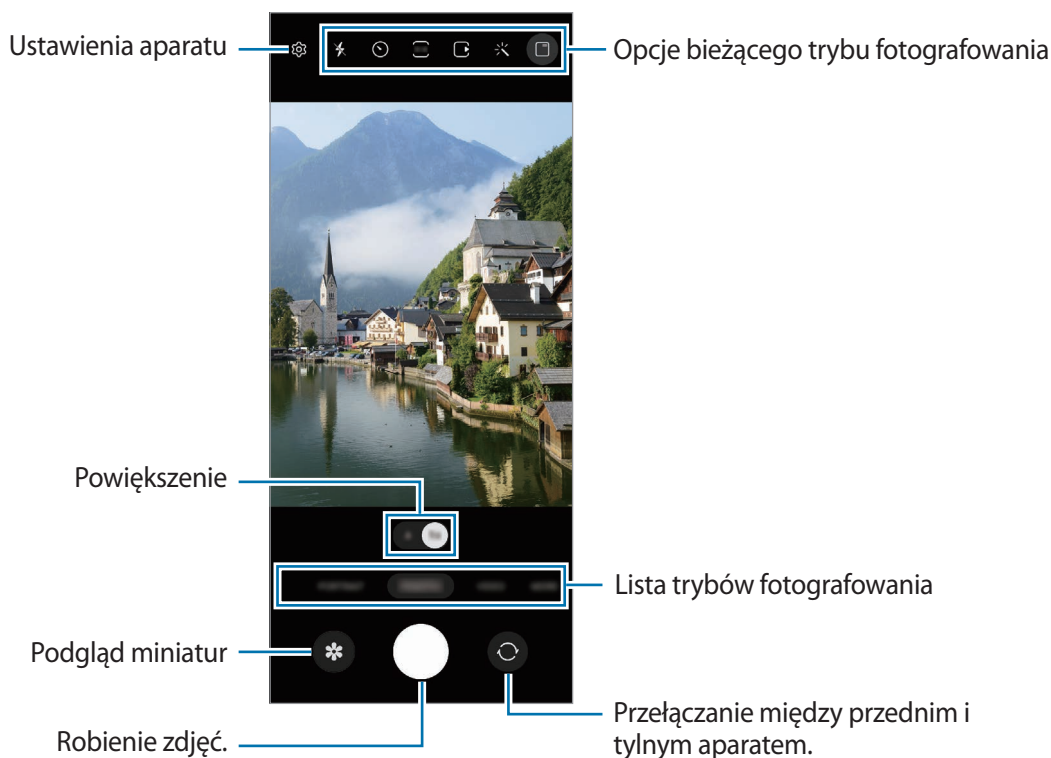 Ustawienia aparatu
Opcje bieżącego trybu fotografowania
Powiększenie
Lista trybów fotografowania
Podgląd miniatur
Robienie zdjęć.
Przełączanie między przednim i
tylnym aparatem.